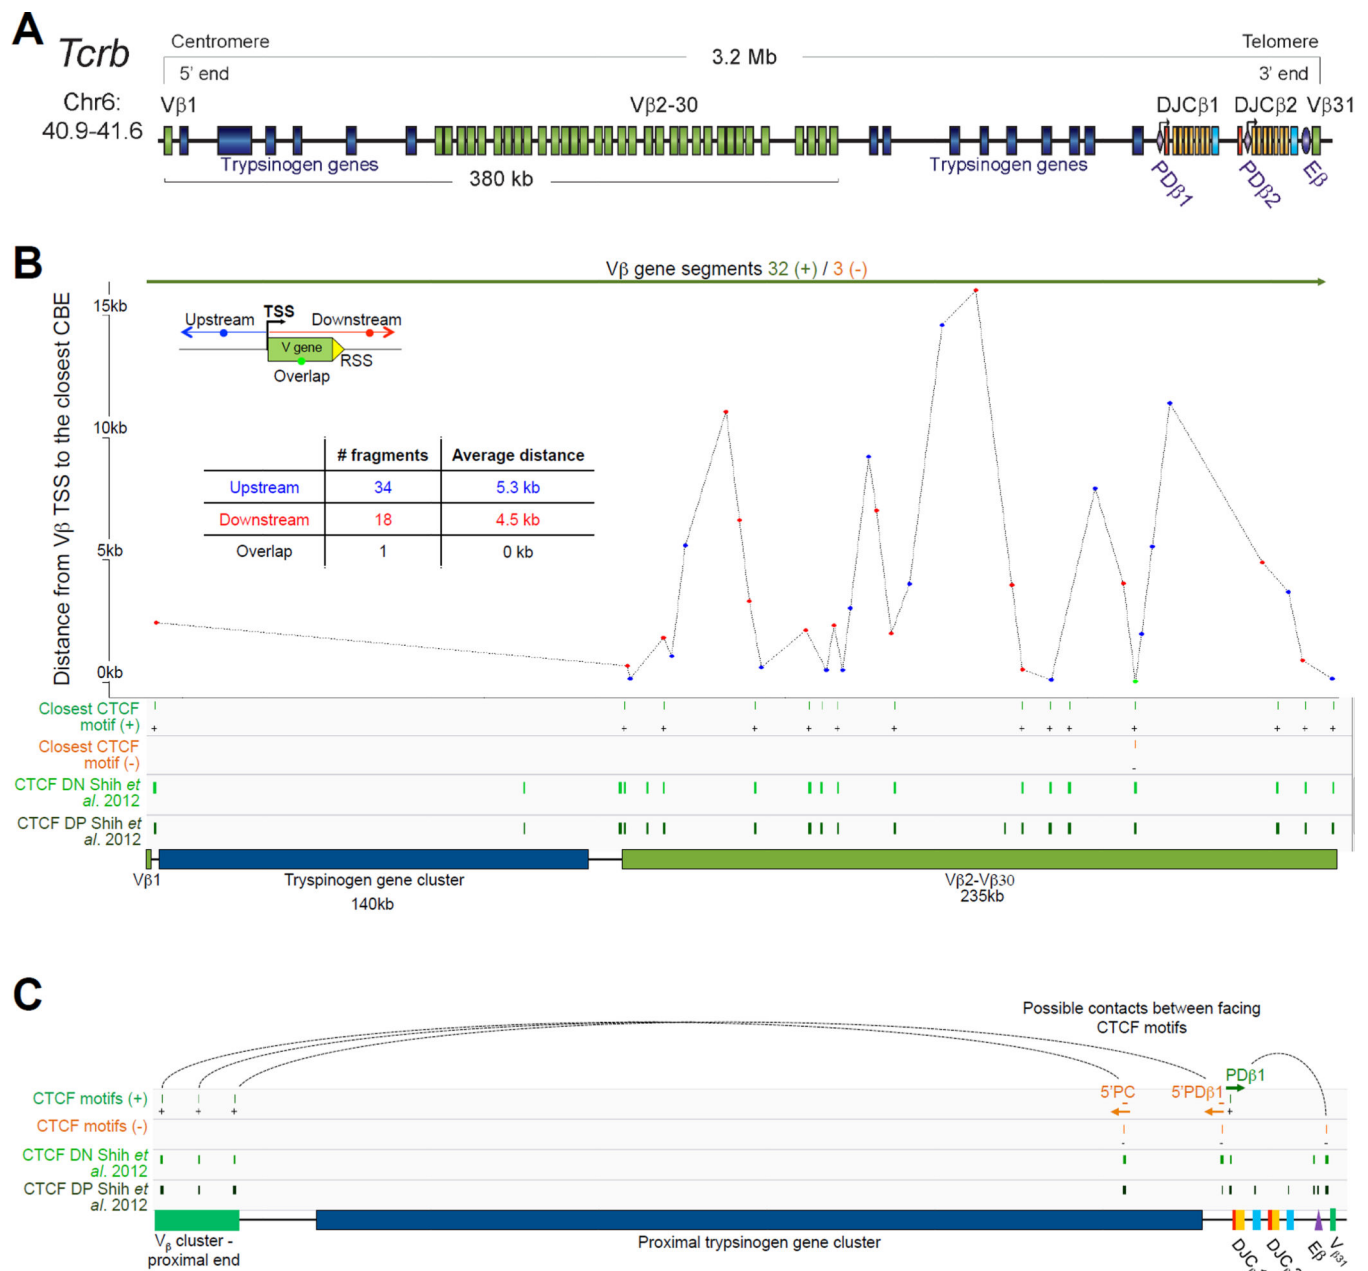 A
Tcrb
Centromere
Telomere
3.2 Mb
5' end
3' end
Chr6:
40.9-41.6
Vβ1
Vβ2-30
DJCβ1
DJCβ2
Vβ31
Trypsinogen genes
Trypsinogen genes
380 kb
PDβ1
PDβ2
Eβ
B
Vβ gene segments 32 (+) / 3 (-)
Distance from Vβ TSS to the closest CBE
15kb
10kb
5kb
0kb
Upstream
TSS
Downstream
V gene
RSS
Overlap
# fragments Average distance
Upstream 34 5.3 kb
Downstream 18 4.5 kb
Overlap 1 0 kb
Closest CTCF
motif (+)
+ + + + + + + + + + + + + + +
Closest CTCF
motif (-)
-
CTCF DN Shih et
al. 2012
CTCF DP Shih et
al. 2012
Vβ1
Tryspinogen gene cluster
140kb
Vβ2-Vβ30
235kb
C
Possible contacts between facing
CTCF motifs
CTCF motifs (+)
+ + + +
5'PC
5'PDβ1
PDβ1
CTCF motifs (-)
- - -
CTCF DN Shih et
al. 2012
CTCF DP Shih et
al. 2012
Vβ cluster -
proximal end
Proximal trypsinogen gene cluster
Eβ
Vβ31